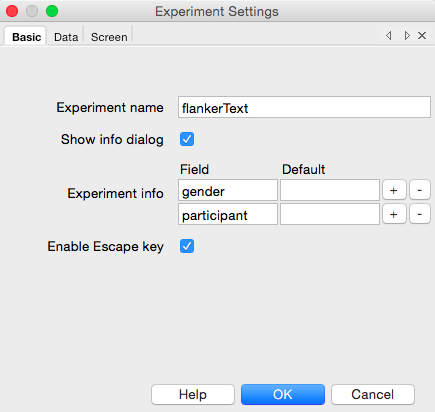 Experiment Settings
Basic Data Screen
Experiment name flankerText
Show info dialog
Field Default
Experiment info
gender + -
participant + -
Enable Escape key
Help OK Cancel